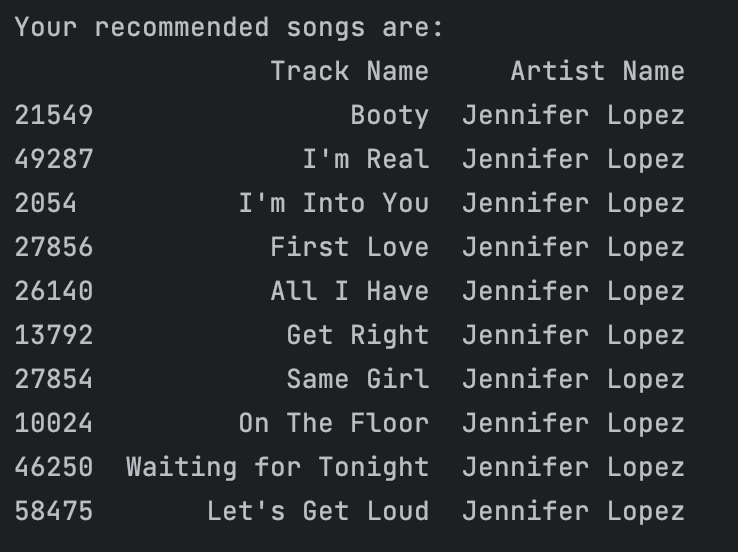 Your recommended songs are:
Track Name Artist Name
21549 Booty Jennifer Lopez
49287 I'm Real Jennifer Lopez
2054 I'm Into You Jennifer Lopez
27856 First Love Jennifer Lopez
26140 All I Have Jennifer Lopez
13792 Get Right Jennifer Lopez
27854 Same Girl Jennifer Lopez
10024 On The Floor Jennifer Lopez
46250 Waiting for Tonight Jennifer Lopez
58475 Let's Get Loud Jennifer Lopez